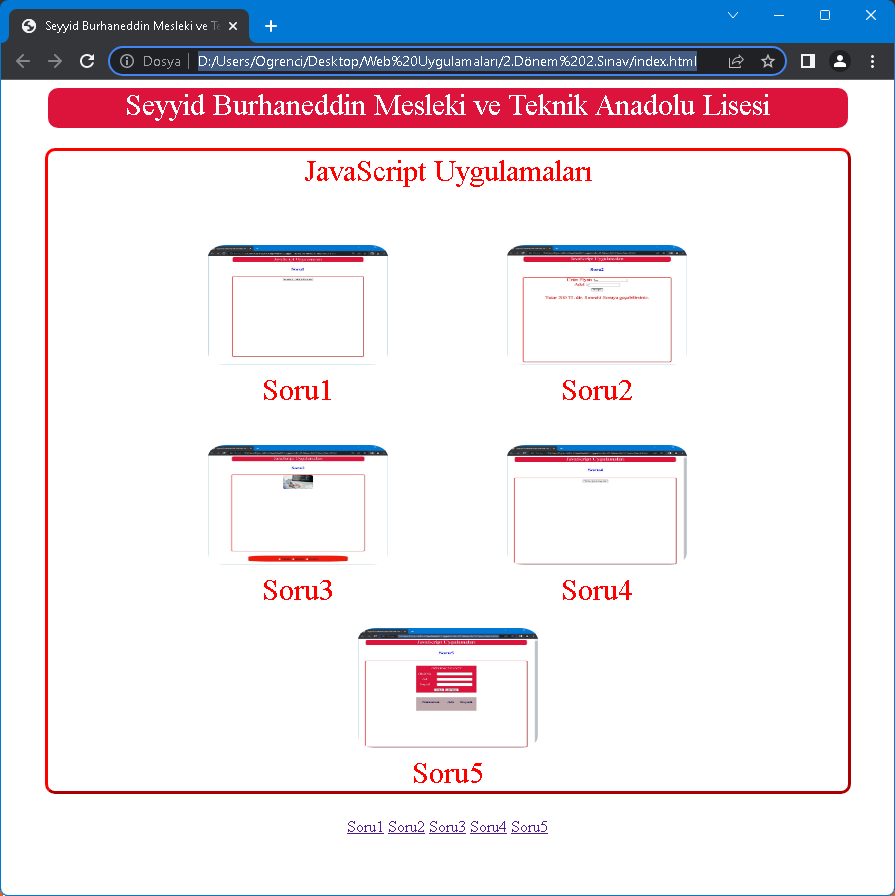 Seyyid Burhaneddin Mesleki ve Te
Dosya | D:/Users/Ogrenci/Desktop/Web%20Uygulamaları/2.Dönem%202.Sınav/index.html
Seyyid Burhaneddin Mesleki ve Teknik Anadolu Lisesi
JavaScript Uygulamaları
Soru1 Soru2
Soru3 Soru4
Soru5
Soru1 Soru2 Soru3 Soru4 Soru5